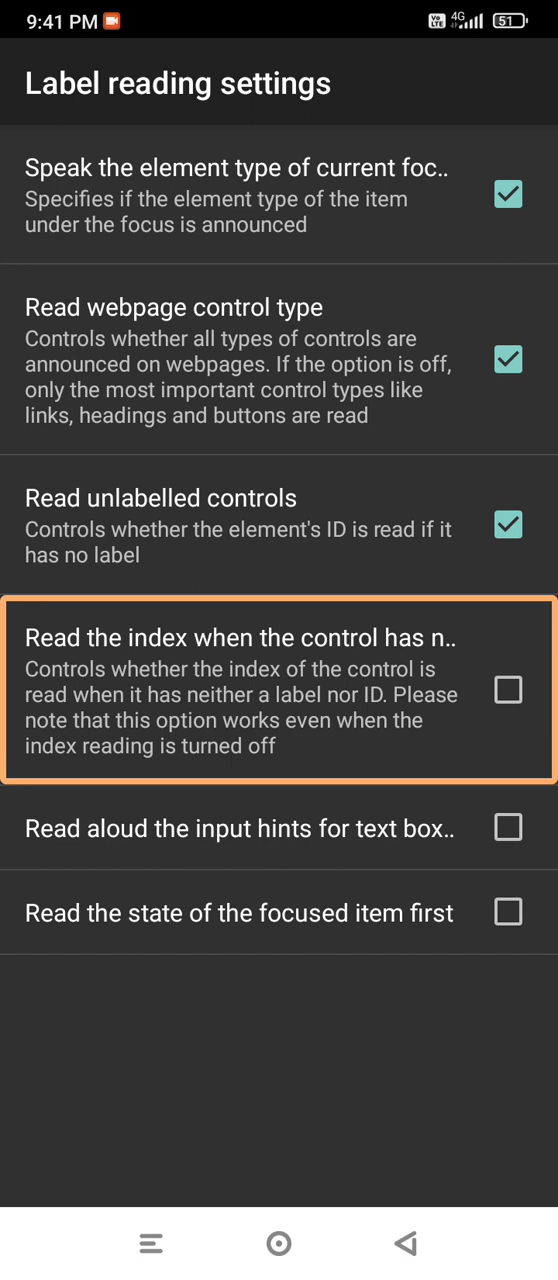 9:41 PM
Vo LTE 4G 51
Label reading settings
Speak the element type of current foc..
Specifies if the element type of the item
under the focus is announced
Read webpage control type
Controls whether all types of controls are
announced on webpages. If the option is off,
only the most important control types like
links, headings and buttons are read
Read unlabelled controls
Controls whether the element's ID is read if it
has no label
Read the index when the control has n..
Controls whether the index of the control is
read when it has neither a label nor ID. Please
note that this option works even when the
index reading is turned off
Read aloud the input hints for text box..
Read the state of the focused item first